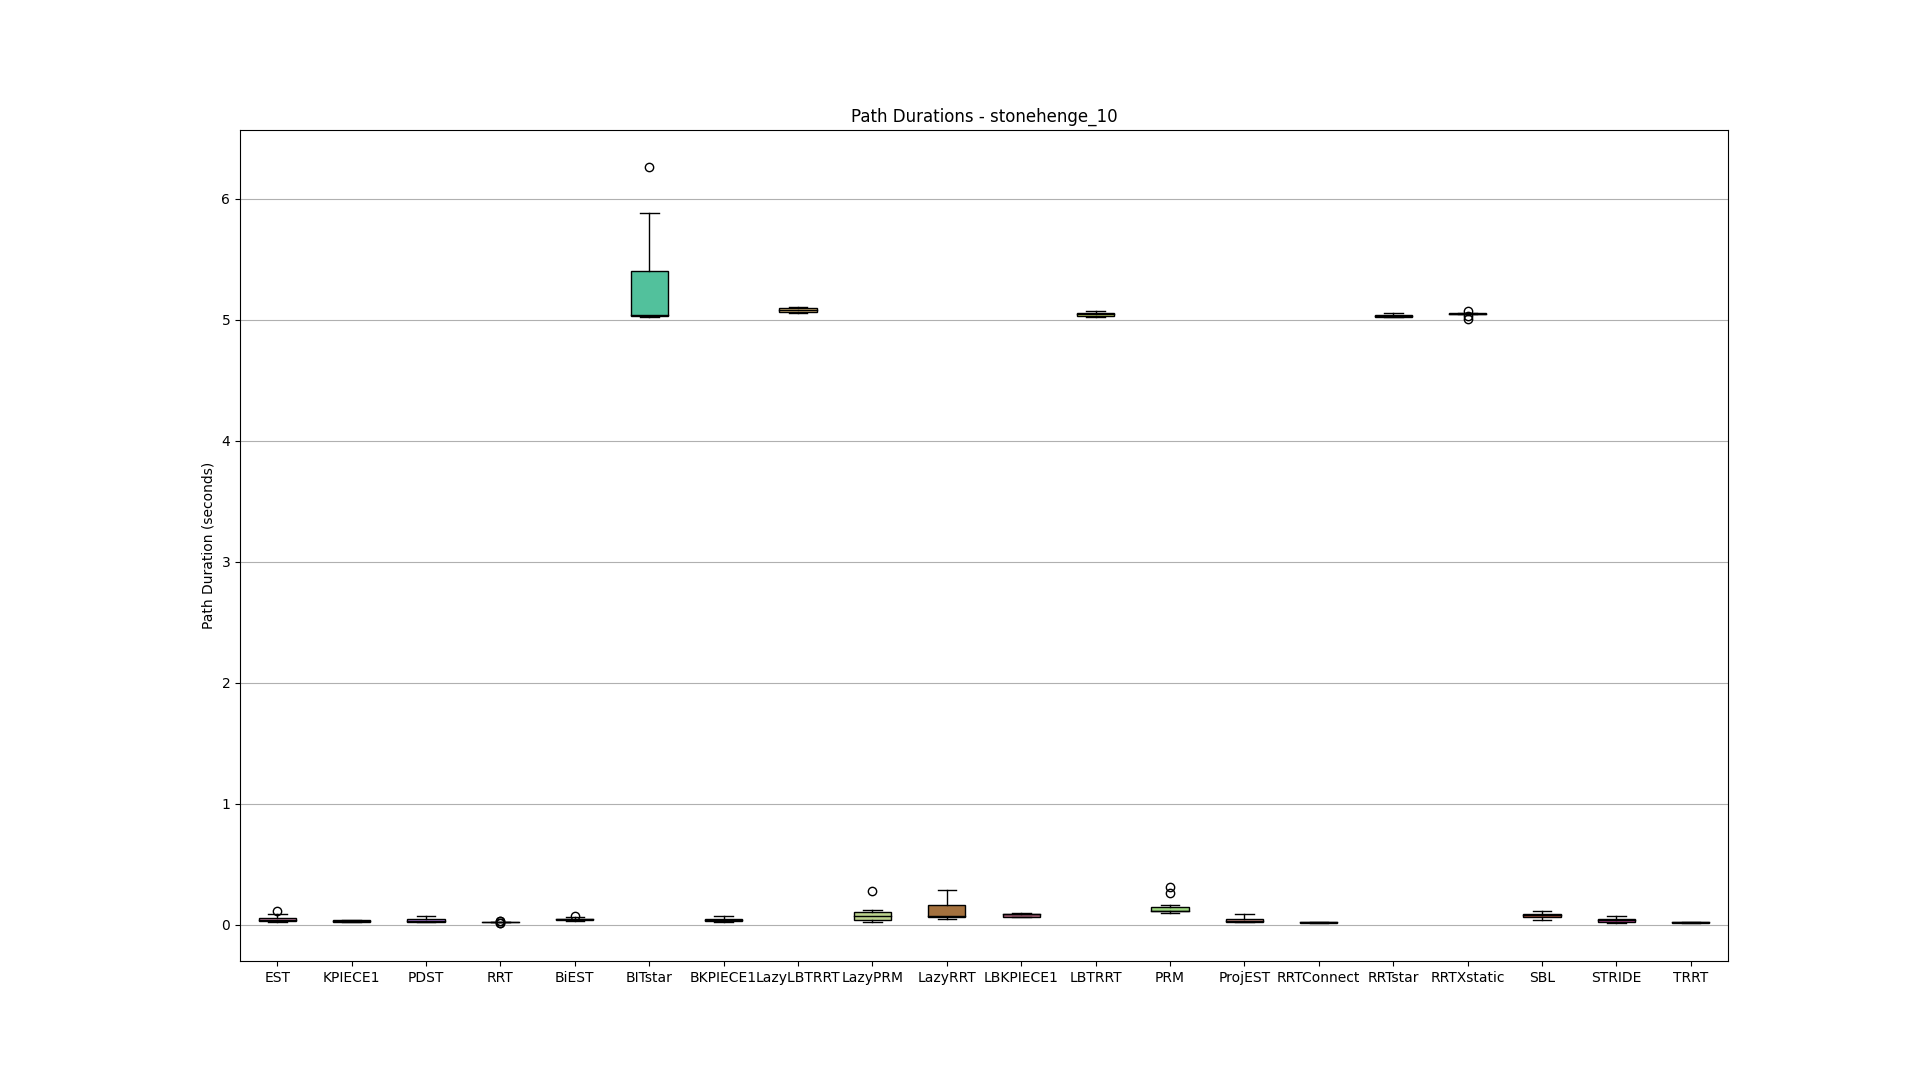 Path Durations - stonehenge_10
6
5
4
3
2
1
0
Path Duration (seconds)
EST KPIECE1 PDST RRT BiEST BITstar BKPIECE1 LazyLBTRRT LazyPRM LazyRRT LBKPIECE1 LBTRRT PRM ProjEST RRTConnect RRTstar RRTXstatic SBL STRIDE TRRT